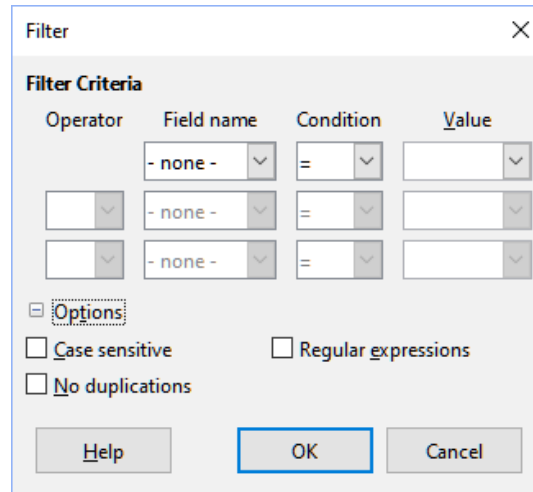 Filter
Filter Criteria
Operator Field name Condition Value
- none - =
- none - =
- none - =
Options
Case sensitive Regular expressions
No duplications
Help OK Cancel